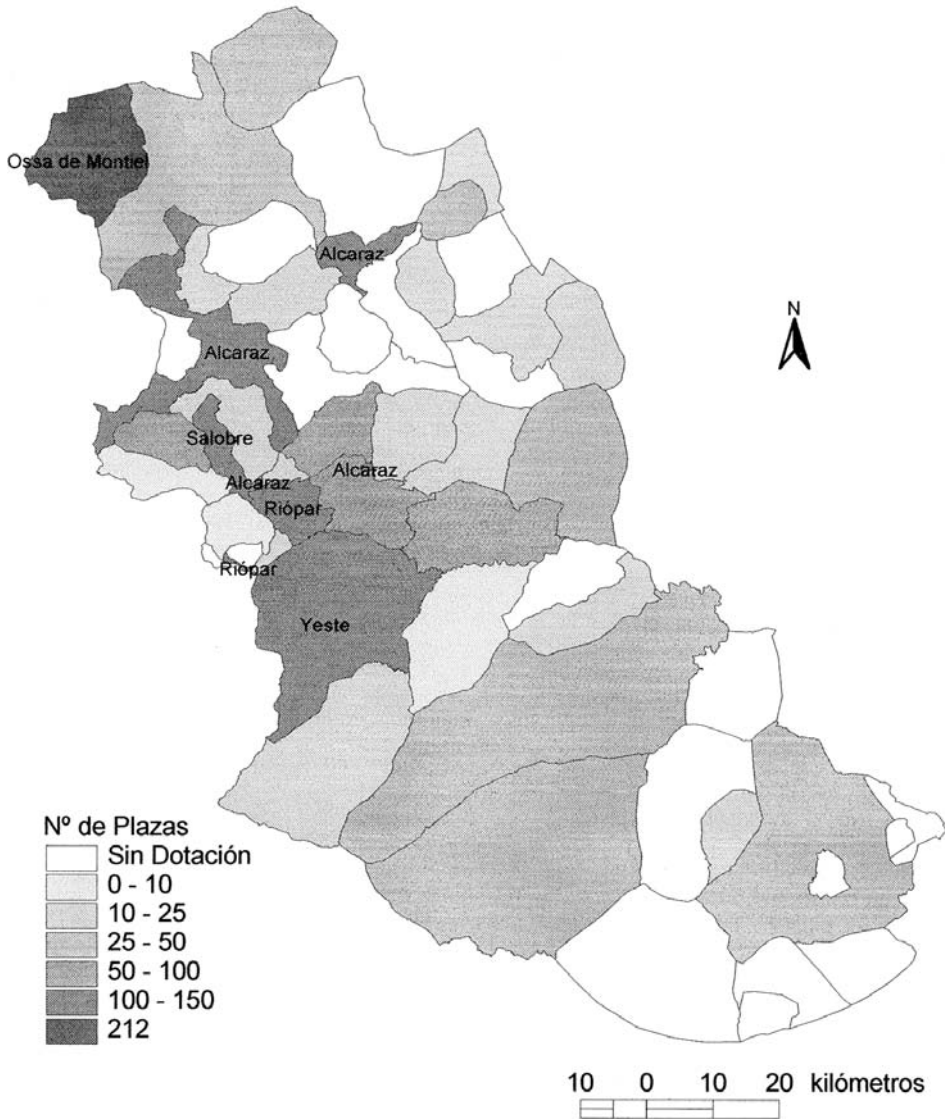 Ossa de Montiel
Alcaraz
N
Alcaraz
Salobre
Alcaraz
Alcaraz
Riópar
Riópar
Yeste
Nº de Plazas
Sin Dotación
0 - 10
10 - 25
25 - 50
50 - 100
100 - 150
212
10 0 10 20 kilómetros